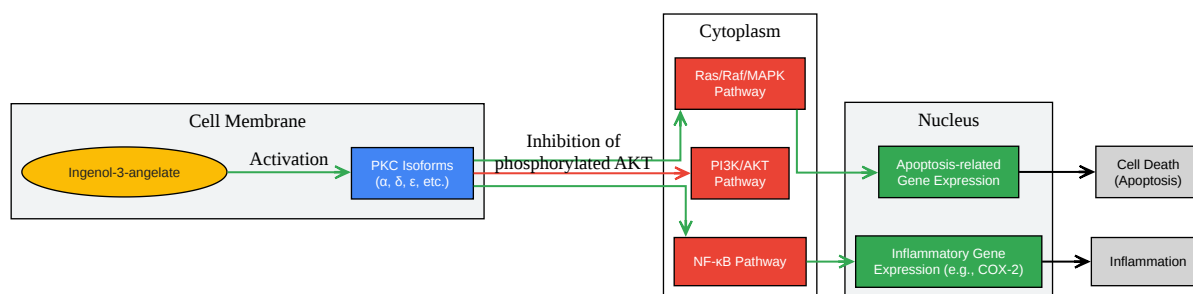 Cell Membrane
Ingenol-3-angelate
Activation
PKC Isoforms
(α, δ, ε, etc.)
Inhibition of
phosphorylated AKT
Cytoplasm
Ras/Raf/MAPK
Pathway
PI3K/AKT
Pathway
NF-κB Pathway
Nucleus
Apoptosis-related
Gene Expression
Inflammatory Gene
Expression (e.g., COX-2)
Cell Death
(Apoptosis)
Inflammation